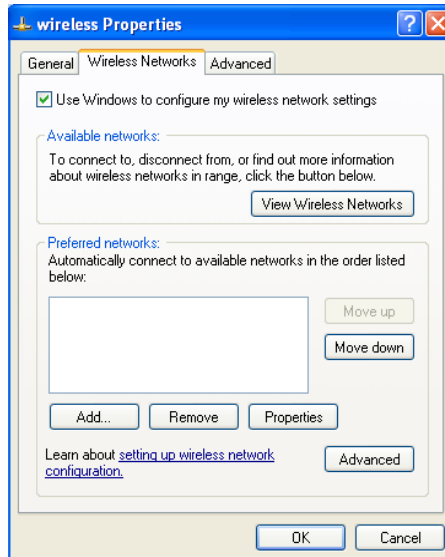 wireless Properties
General Wireless Networks Advanced
Use Windows to configure my wireless network settings
Available networks:
To connect to, disconnect from, or find out more information
about wireless networks in range, click the button below.
View Wireless Networks
Preferred networks:
Automatically connect to available networks in the order listed
below:
Move up
Move down
Add... Remove Properties
Learn about setting up wireless network
configuration.
Advanced
OK Cancel